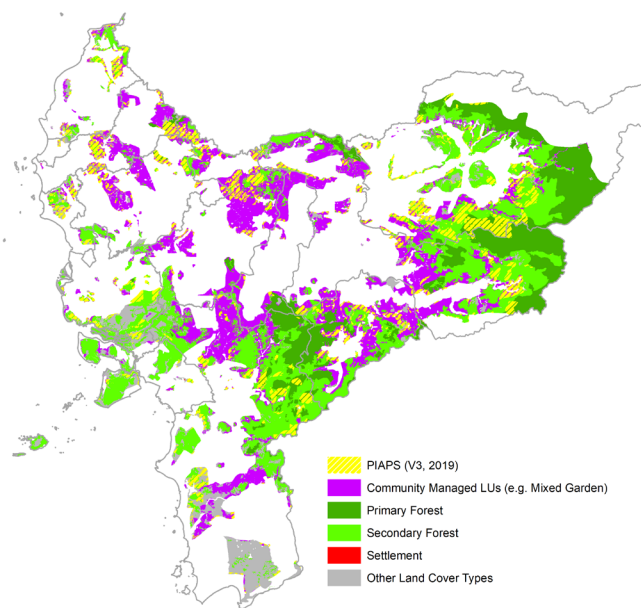 PIAPS (V3, 2019)
Community Managed LUs (e.g. Mixed Garden)
Primary Forest
Secondary Forest
Settlement
Other Land Cover Types